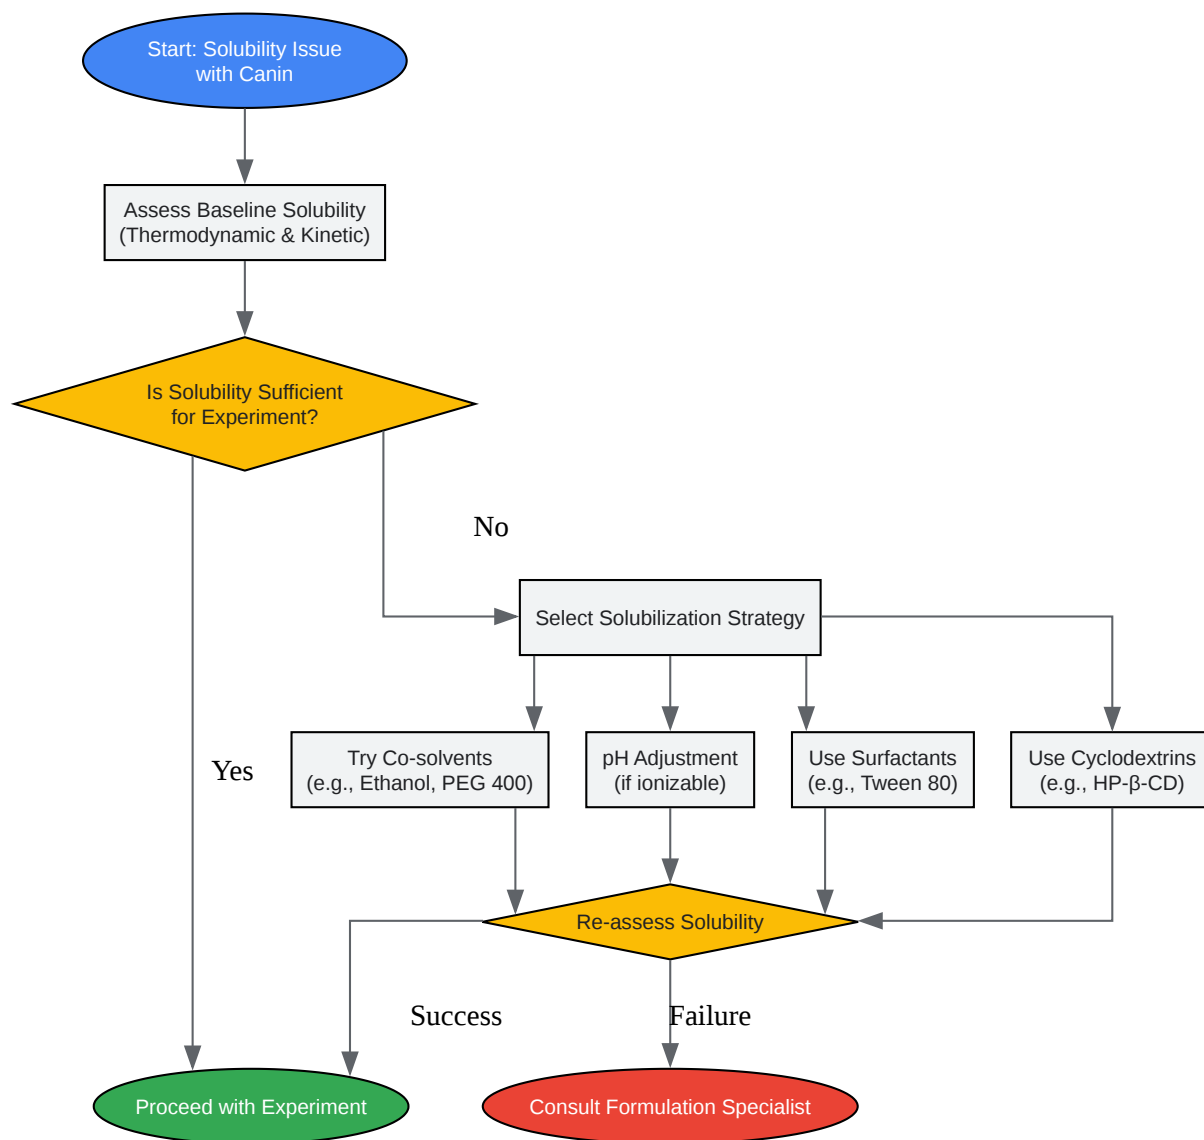 Start: Solubility Issue
with Canin
Assess Baseline Solubility
(Thermodynamic & Kinetic)
Is Solubility Sufficient
for Experiment?
No
Select Solubilization Strategy
Yes
Try Co-solvents
(e.g., Ethanol, PEG 400)
pH Adjustment
(if ionizable)
Use Surfactants
(e.g., Tween 80)
Use Cyclodextrins
(e.g., HP-β-CD)
Re-assess Solubility
Success
Failure
Proceed with Experiment
Consult Formulation Specialist